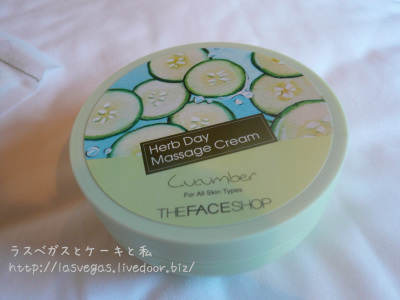 Herb Day
Massage Cream
Cucumber
For All Skin Types
THEFACESHOP
ラスベガスとケーキと私
http://lasvegas.livedoor.biz/